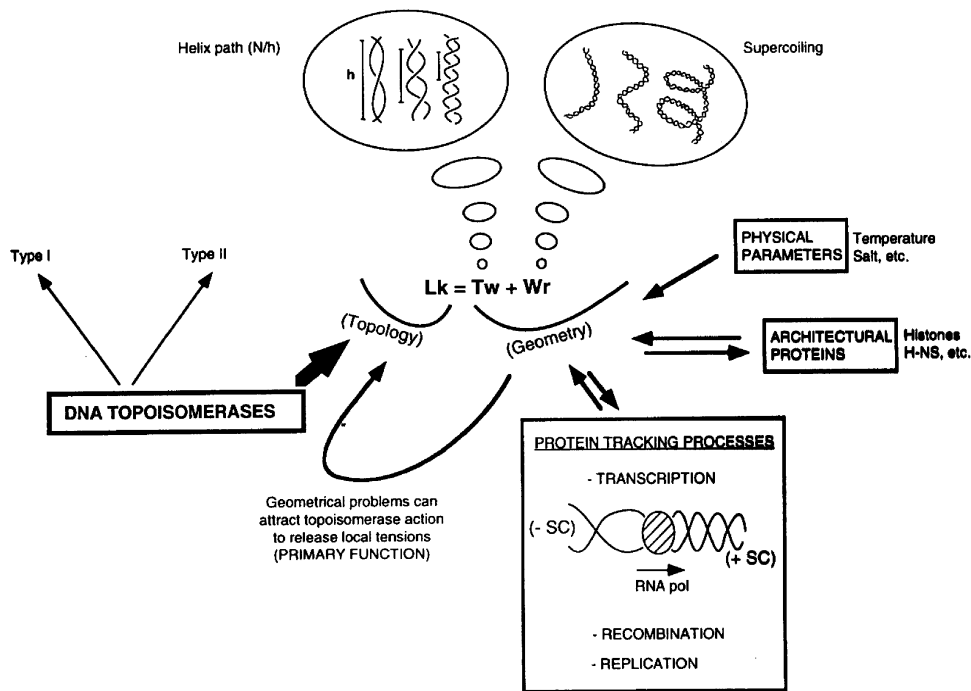 Helix path (N/h)
Supercoiling
h
Type I
Type II
Lk = Tw + Wr
(Topology)
(Geometry)
PHYSICAL
PARAMETERS
Temperature
Salt, etc.
ARCHITECTURAL
PROTEINS
Histones
H-NS, etc.
DNA TOPOISOMERASES
Geometrical problems can
attract topoisomerase action
to release local tensions
(PRIMARY FUNCTION)
PROTEIN TRACKING PROCESSES
- TRANSCRIPTION
(- SC)
(+ SC)
RNA pol
- RECOMBINATION
- REPLICATION